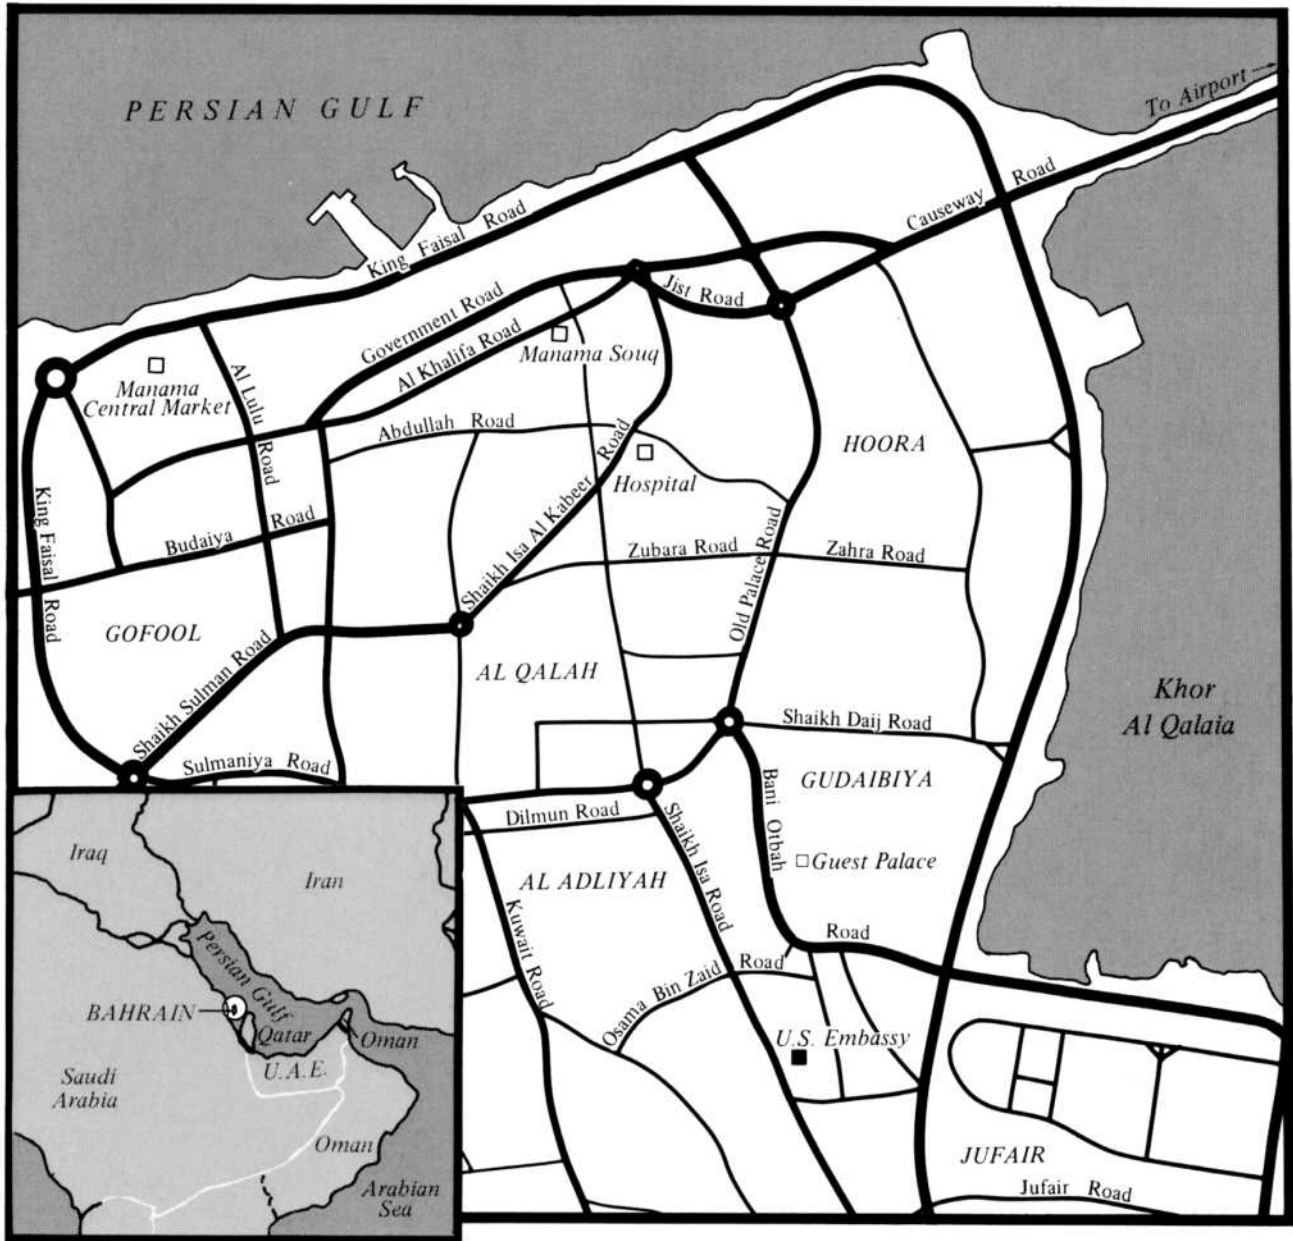 PERSIAN GULF
To Airport
King Faisal Road
Causeway Road
Government Road
Jist Road
Al Khalifa Road
Manama Souq
Manama
Central Market
Al Lulu Road
Abdullah Road
HOORA
Hospital
King Faisal Road
Budaiya Road
Shaikh Isa Al Kabeer Road
Zubara Road
Zahra Road
Old Palace Road
GOFOOL
Shaikh Sulman Road
AL QALAH
Khor
Al Qalaia
Shaikh Daij Road
Sulmaniya Road
GUDAIBIYA
Bani Otbah Road
Dilmun Road
Shaikh Isa Road
Guest Palace
AL ADLIYAH
Kuwait Road
Osama Bin Zaid Road
U.S. Embassy
JUFAIR
Jufair Road
Iraq
Iran
Persian Gulf
BAHRAIN
Qatar
Oman
U.A.E.
Saudi
Arabia
Oman
Arabian
Sea